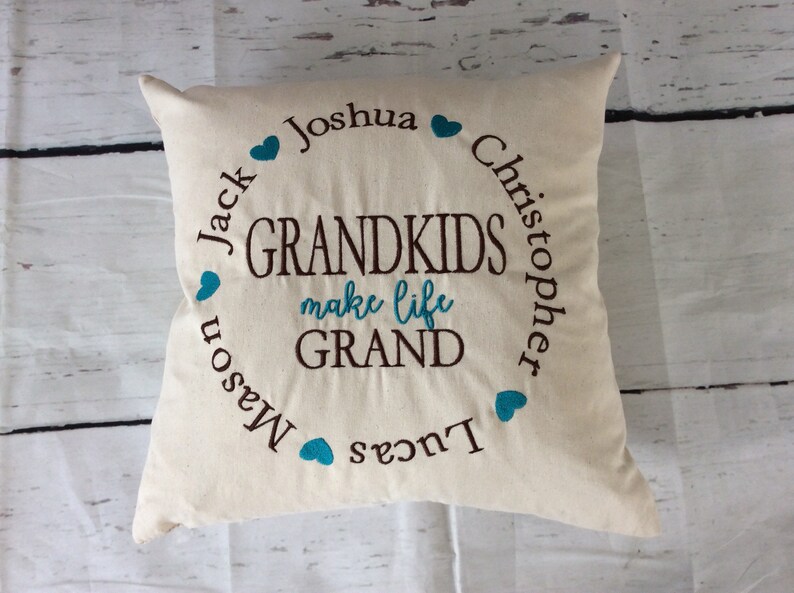 Joshua
Christopher
Lucas
Mason
Jack
GRANDKIDS
make life
GRAND